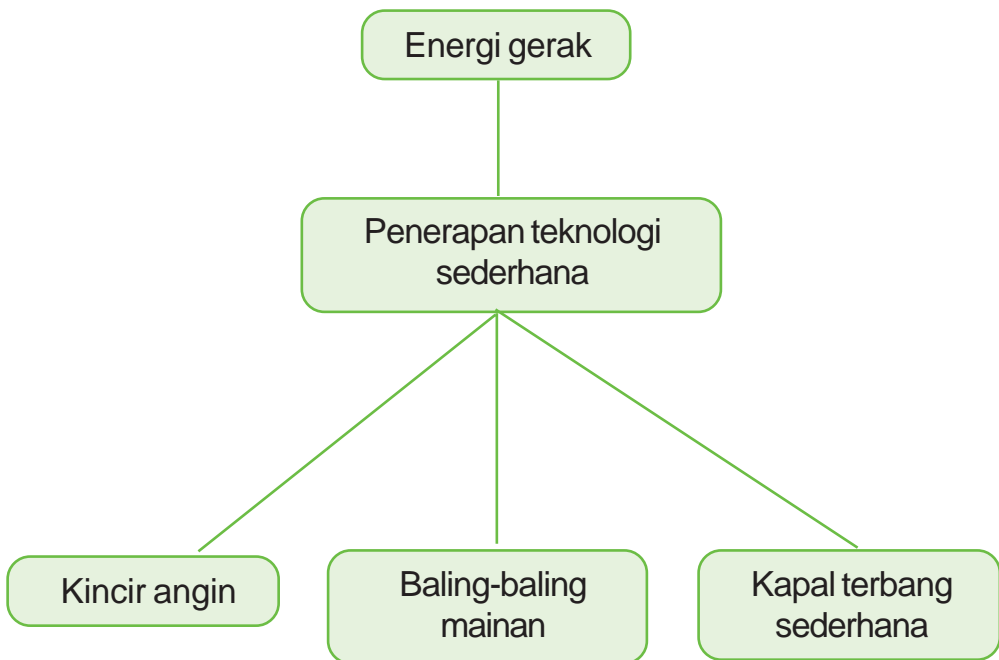 Energi gerak
Penerapan teknologi
sederhana
Kincir angin
Baling-baling
mainan
Kapal terbang
sederhana